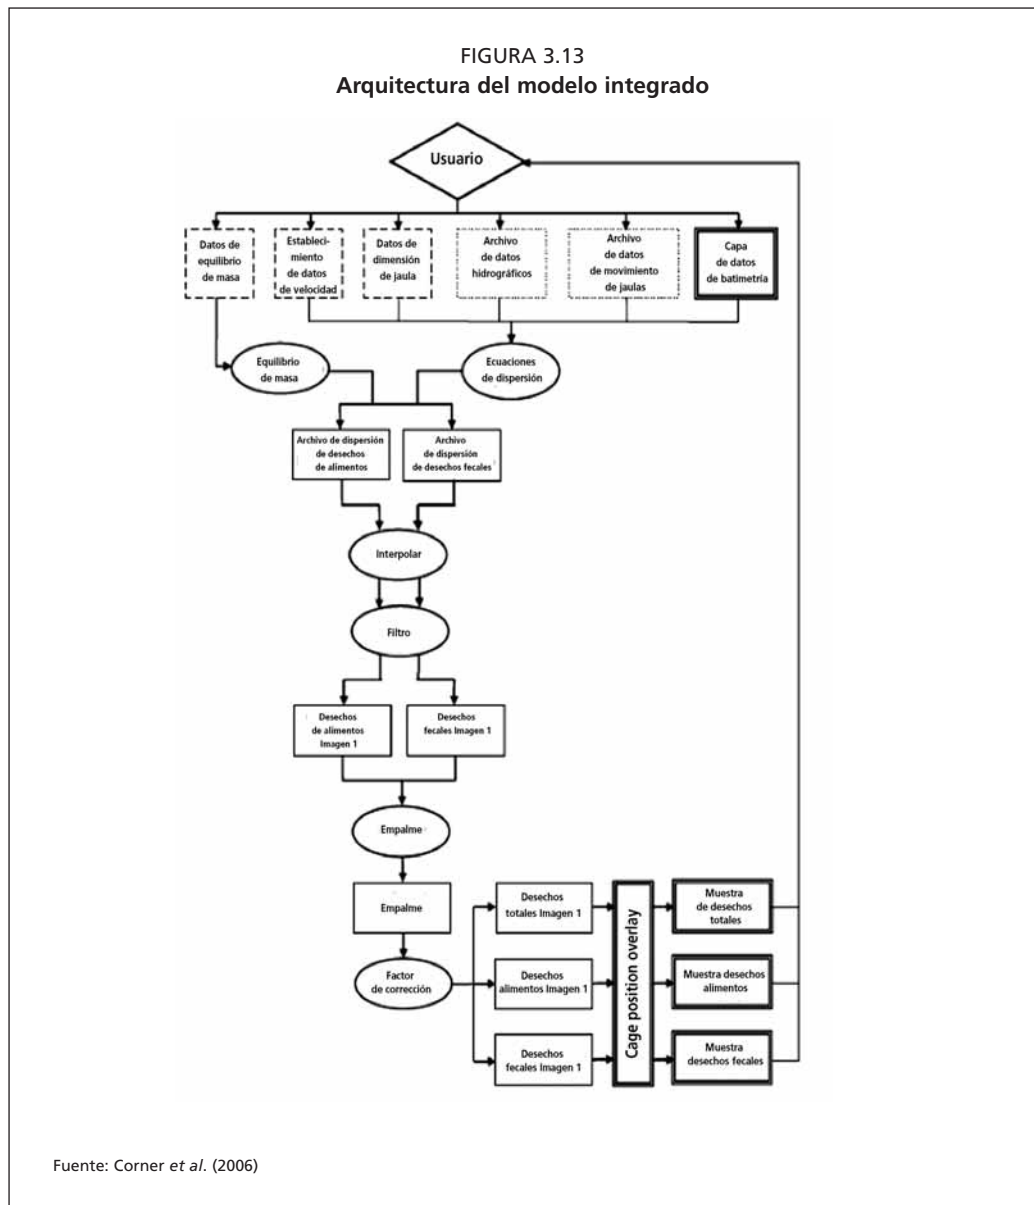 FIGURA 3.13
Arquitectura del modelo integrado
Usuario
Datos de
equilibrio
de masa
Estableci-
miento
de datos
de velocidad
Datos de
dimensión
de jaula
Archivo
de datos
hidrográficos
Archivo
de datos
de movimiento
de jaulas
Capa
de datos
de batimetría
Equilibrio
de masa
Ecuaciones
de dispersión
Archivo de dispersión
de desechos
de alimentos
Archivo
de dispersión
de desechos fecales
Interpolar
Filtro
Desechos
de alimentos
Imagen 1
Desechos
fecales Imagen 1
Empalme
Empalme
Factor
de corrección
Desechos
totales Imagen 1
Desechos
alimentos Imagen 1
Desechos
fecales Imagen 1
Cage position overlay
Muestra
de desechos
totales
Muestra desechos
alimentos
Muestra
desechos fecales
Fuente: Corner et al. (2006)